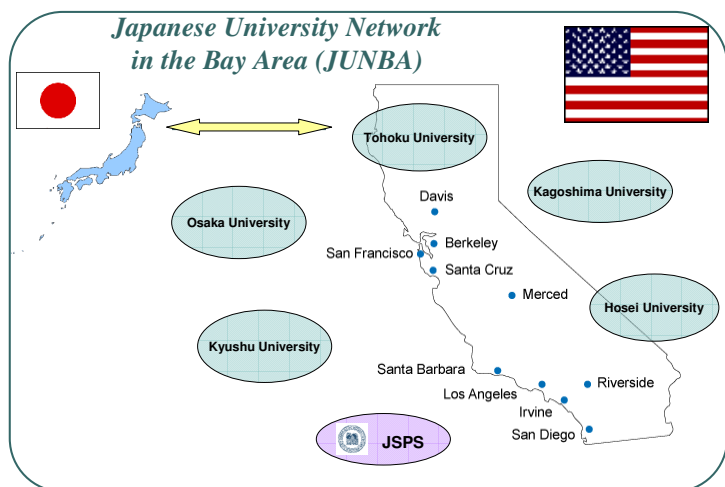 Japanese University Network
in the Bay Area (JUNBA)
Tohoku University
Kagoshima University
Davis
Osaka University
Berkeley
San Francisco
Santa Cruz
Merced
Hosei University
Kyushu University
Santa Barbara
Los Angeles
Riverside
Irvine
San Diego
JSPS